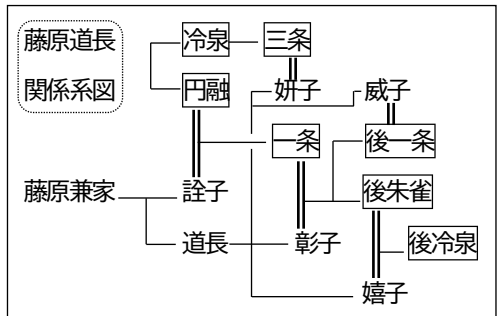 藤原道長
関係系図
冷泉
三条
円融
妍子
威子
一条
後一条
藤原兼家
詮子
後朱雀
道長
彰子
後冷泉
嬉子